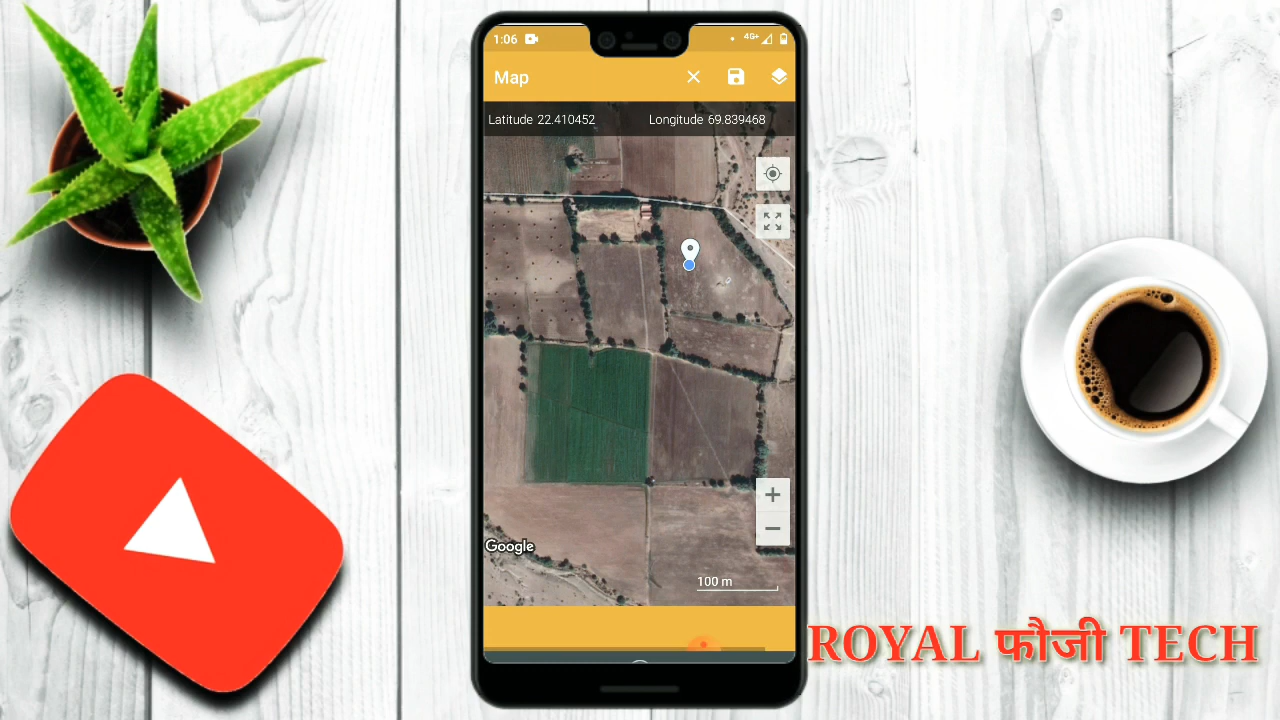 1:06
4G+
Map
Latitude 22.410452 Longitude 69.839468
+
−
Google
100 m
ROYAL फौजी TECH